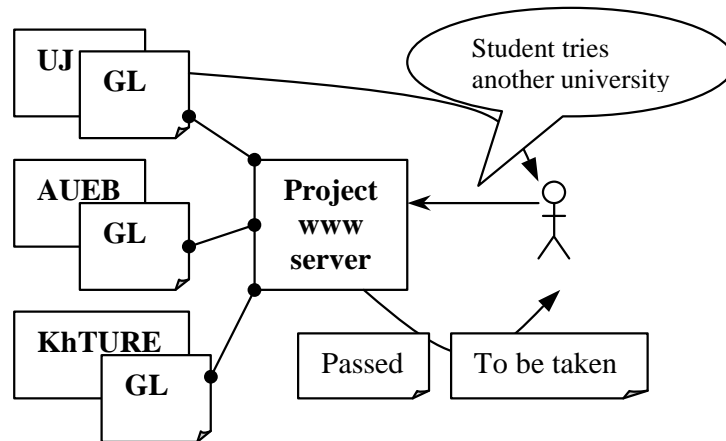 UJ
GL
Student tries
another university
AUEB
GL
Project
www
server
KhTURE
GL
Passed
To be taken